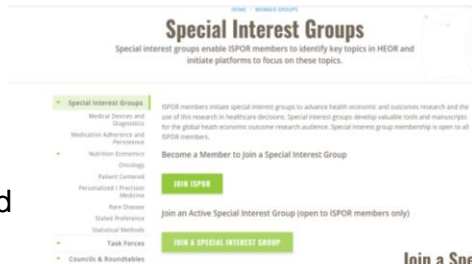 HOME - MEMBER GROUPS
Special Interest Groups
Special interest groups enable ISPOR members to identify key topics in HEOR and
initiate platforms to focus on these topics.
Special Interest Groups
Medical Devices and
Diagnostics
Medication Adherence and
Persistence
Nutrition Economics
Oncology
Patient Centered
Personalized / Precision
Medicine
Rare Disease
Stated Preference
Statistical Methods
Task Forces
Councils & Roundtables
ISPOR members initiate special interest groups to advance health economic and outcomes research and the
use of this research in healthcare decisions. Special interest groups develop valuable tools and manuscripts
for the global heath economic outcome research audience. Special interest group membership is open to all
ISPOR members.
Become a Member to Join a Special Interest Group
JOIN ISPOR
Join an Active Special Interest Group (open to ISPOR members only)
JOIN A SPECIAL INTEREST GROUP
Join a Spe
d